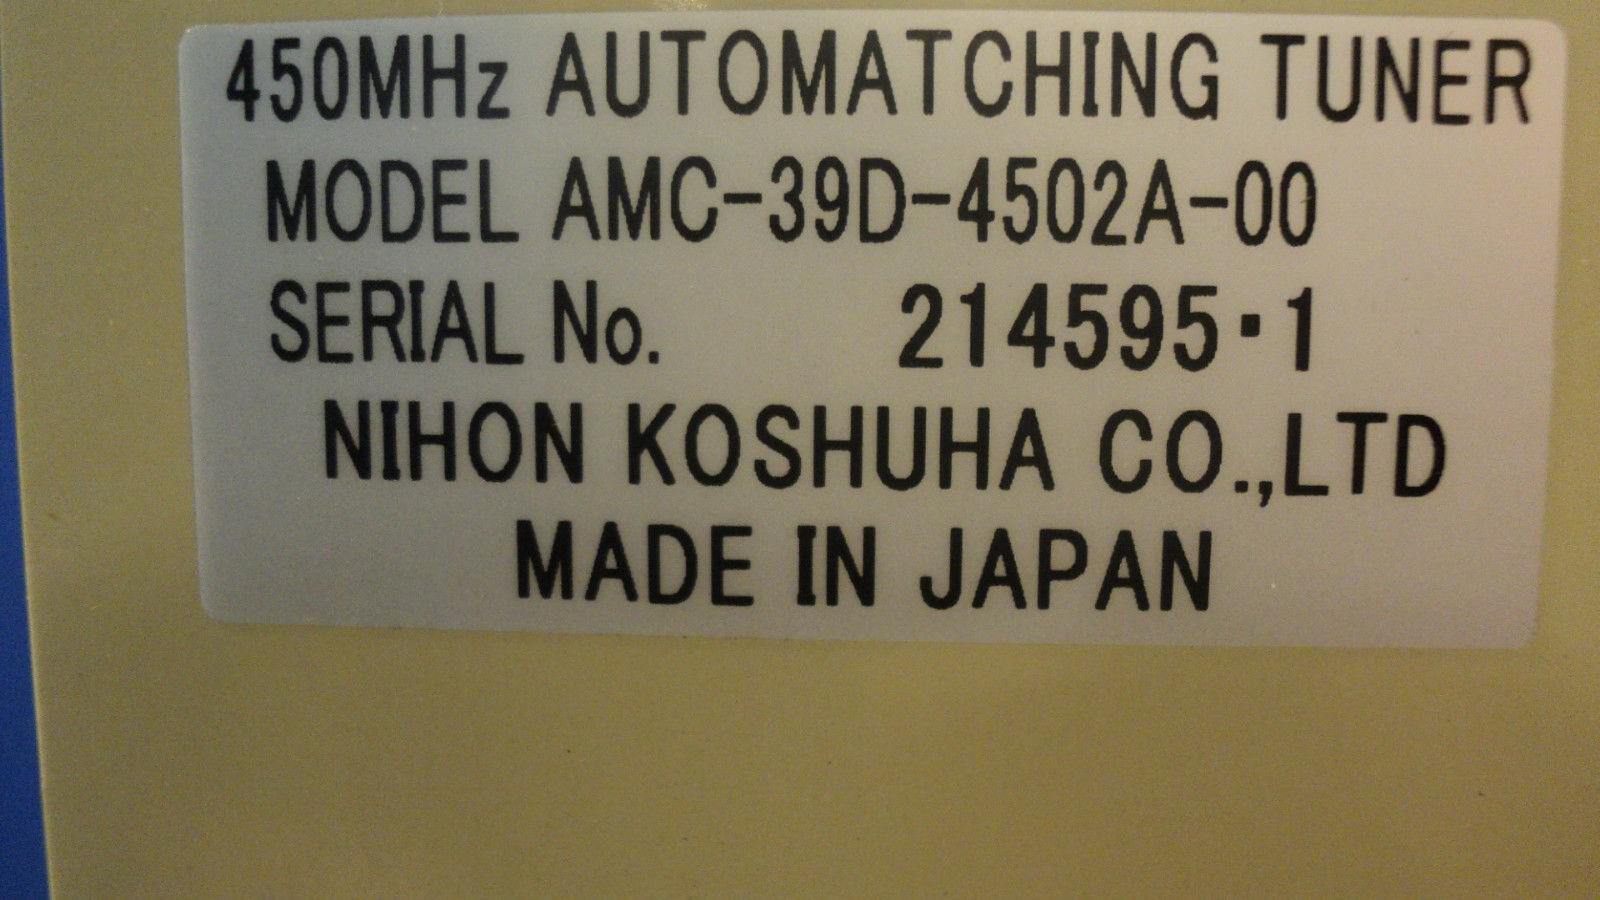 450MHz AUTOMATCHING TUNER
MODEL AMC-39D-4502A-00
SERIAL No. 214595·1
NIHON KOSHUHA CO.,LTD
MADE IN JAPAN